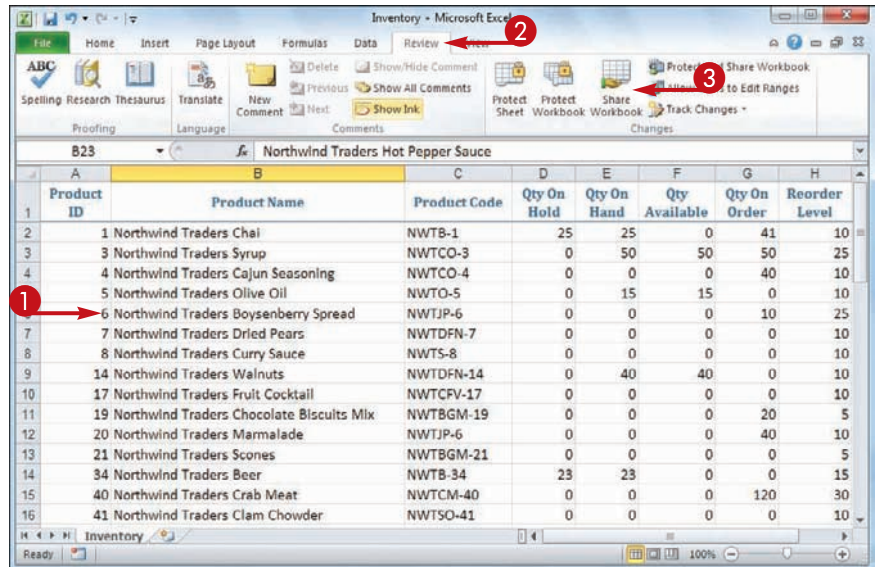 Inventory - Microsoft Excel
2
File Home Insert Page Layout Formulas Data Review View
ABC Delete Show/Hide Comment Protect and Share Workbook
Previous Show All Comments 3 to Edit Ranges
Spelling Research Thesaurus Translate New Comment Next Show Ink Protect Sheet Protect Workbook Share Workbook Track Changes
Proofing Language Comments Changes
B23 fx Northwind Traders Hot Pepper Sauce
A B C D E F G H
1 Product ID Product Name Product Code Qty On Hold Qty On Hand Qty Available Qty On Order Reorder Level
2 1 Northwind Traders Chai NWTB-1 25 25 0 41 10
3 3 Northwind Traders Syrup NWTCO-3 0 50 50 50 25
4 4 Northwind Traders Cajun Seasoning NWTCO-4 0 0 0 40 10
5 Northwind Traders Olive Oil NWTO-5 0 15 15 0 10
1
6 Northwind Traders Boysenberry Spread NWTJP-6 0 0 0 10 25
7 7 Northwind Traders Dried Pears NWTDFN-7 0 0 0 0 10
8 8 Northwind Traders Curry Sauce NWTS-8 0 0 0 0 10
9 14 Northwind Traders Walnuts NWTDFN-14 0 40 40 0 10
10 17 Northwind Traders Fruit Cocktail NWTCFV-17 0 0 0 0 10
11 19 Northwind Traders Chocolate Biscuits Mix NWTBGM-19 0 0 0 20 5
12 20 Northwind Traders Marmalade NWTJP-6 0 0 0 40 10
13 21 Northwind Traders Scones NWTBGM-21 0 0 0 0 5
14 34 Northwind Traders Beer NWTB-34 23 23 0 0 15
15 40 Northwind Traders Crab Meat NWTCM-40 0 0 0 120 30
16 41 Northwind Traders Clam Chowder NWTSO-41 0 0 0 0 10
Inventory
Ready 100%